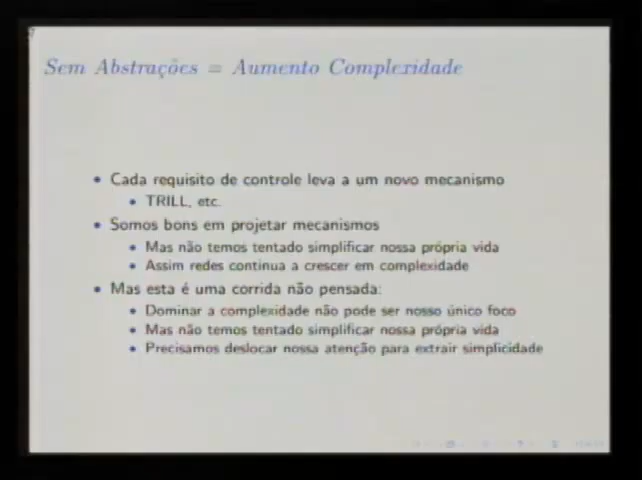 Sem Abstrações = Aumento Complexidade
• Cada requisito de controle leva a um novo mecanismo
• TRILL, etc.
• Somos bons em projetar mecanismos
• Mas não temos tentado simplificar nossa própria vida
• Assim redes continua a crescer em complexidade
• Mas esta é uma corrida não pensada:
• Dominar a complexidade não pode ser nosso único foco
• Mas não temos tentado simplificar nossa própria vida
• Precisamos deslocar nossa atenção para extrair simplicidade